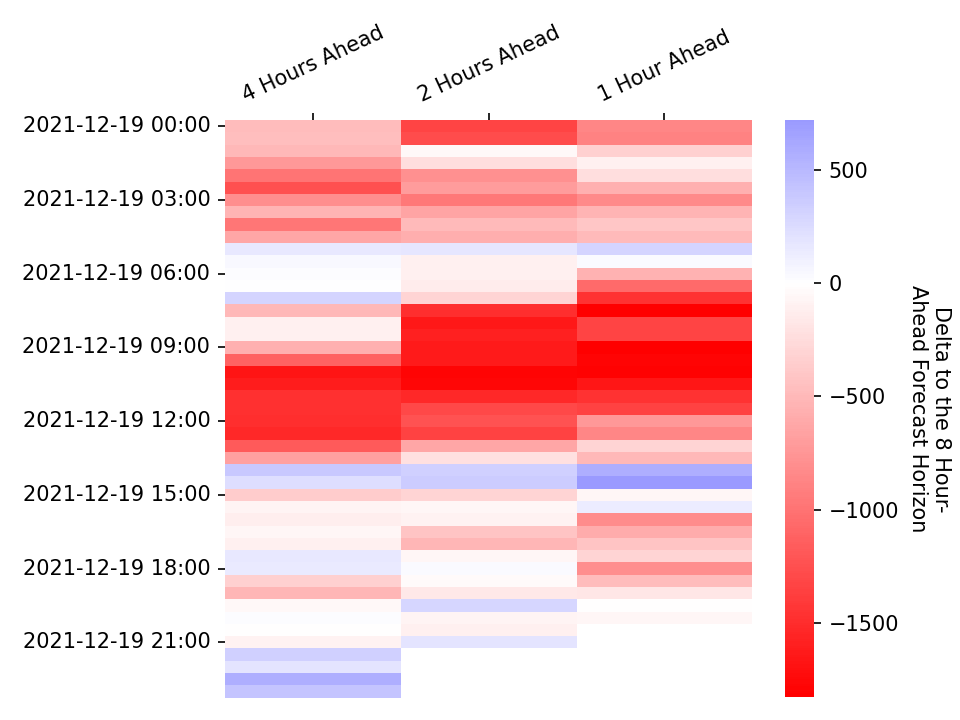 4 Hours Ahead
2 Hours Ahead
1 Hour Ahead
2021-12-19 00:00
2021-12-19 03:00
2021-12-19 06:00
2021-12-19 09:00
2021-12-19 12:00
2021-12-19 15:00
2021-12-19 18:00
2021-12-19 21:00
500
0
−500
−1000
−1500
Delta to the 8 Hour-
Ahead Forecast Horizon